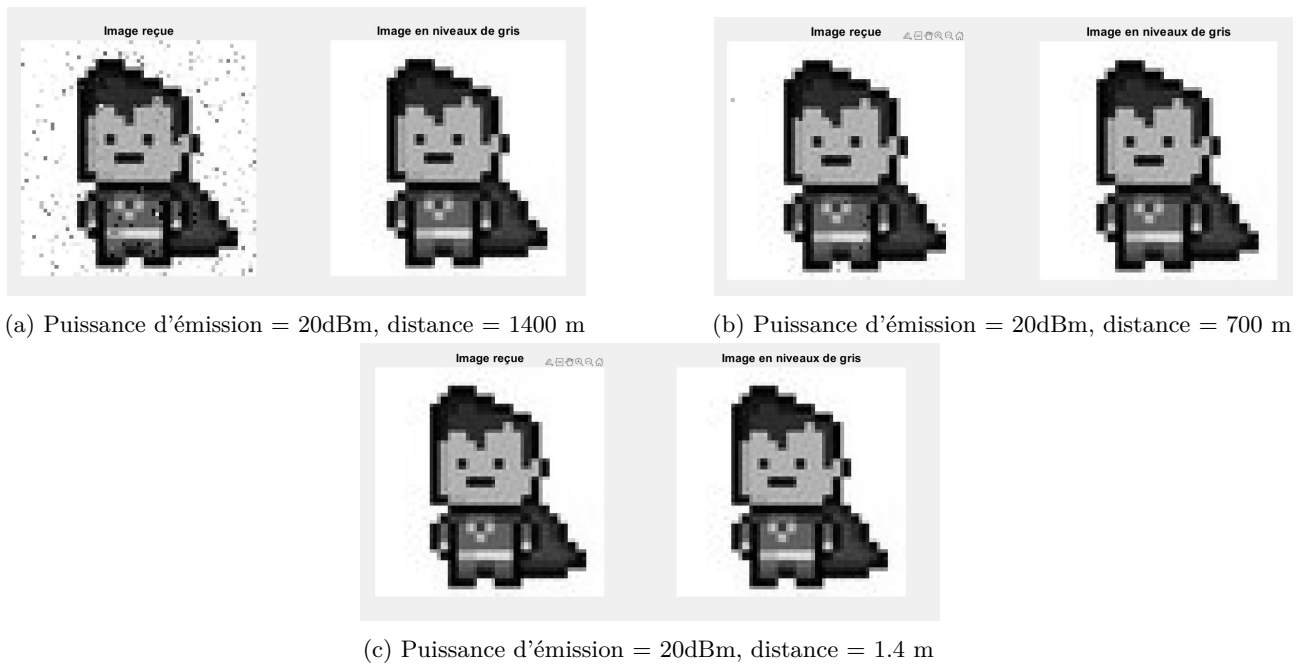 Image reçue
Image en niveaux de gris
Image reçue
Image en niveaux de gris
(a) Puissance d'émission = 20dBm, distance = 1400 m
(b) Puissance d'émission = 20dBm, distance = 700 m
Image reçue
Image en niveaux de gris
(c) Puissance d'émission = 20dBm, distance = 1.4 m